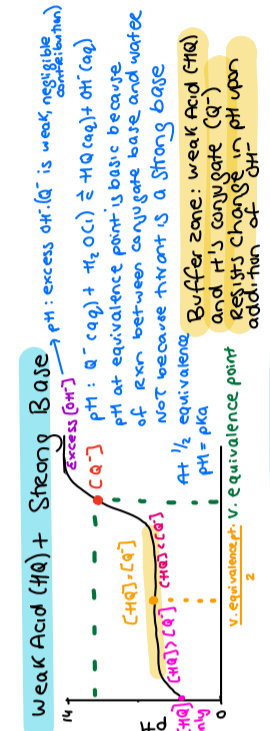 Weak Acid (HQ) + Strong Base
→ pH: excess OH⁻. (Q⁻ is weak, negligible
contribution)
pH: Q⁻(aq) + H₂O(l) ⇌ HQ(aq) + OH⁻(aq)
pH at equivalence point is basic because
of rxn between conjugate base and water
NOT because titrant is a strong base
Excess [OH⁻]
[Q⁻]
At ½ equivalence
pH = pKa
[HQ]=[Q⁻]
[HQ]>[Q⁻]
[HQ]<[Q⁻]
14
[HQ]
only
0
V. equivalence pt.
2
V. equivalence point
Buffer zone: weak Acid (HQ)
and it's conjugate (Q⁻)
Resists change in pH upon
addition of OH⁻